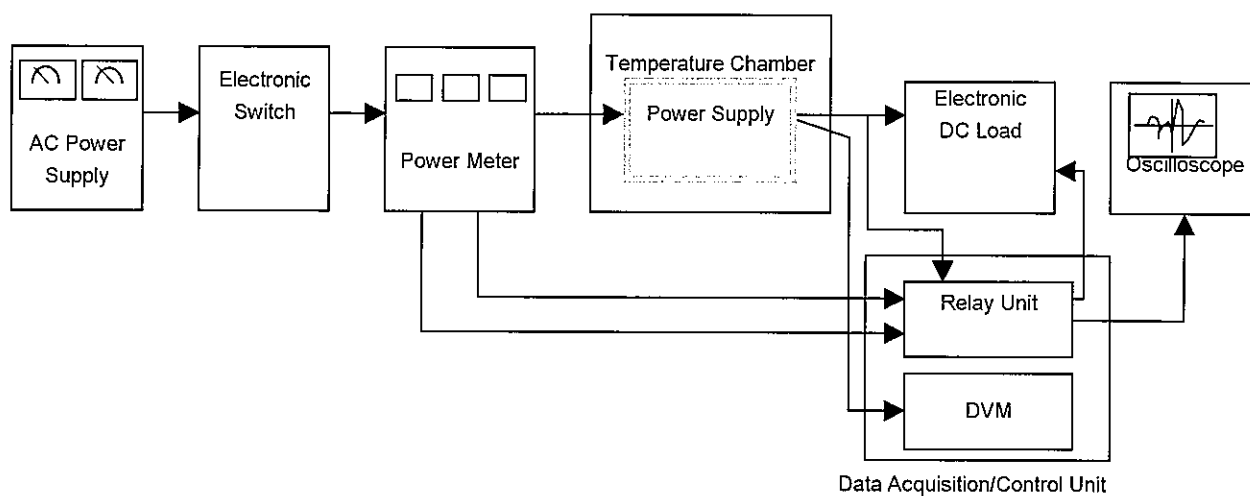 AC Power
Supply
Electronic
Switch
Power Meter
Temperature Chamber
Power Supply
Electronic
DC Load
Oscilloscope
Relay Unit
DVM
Data Acquisition/Control Unit